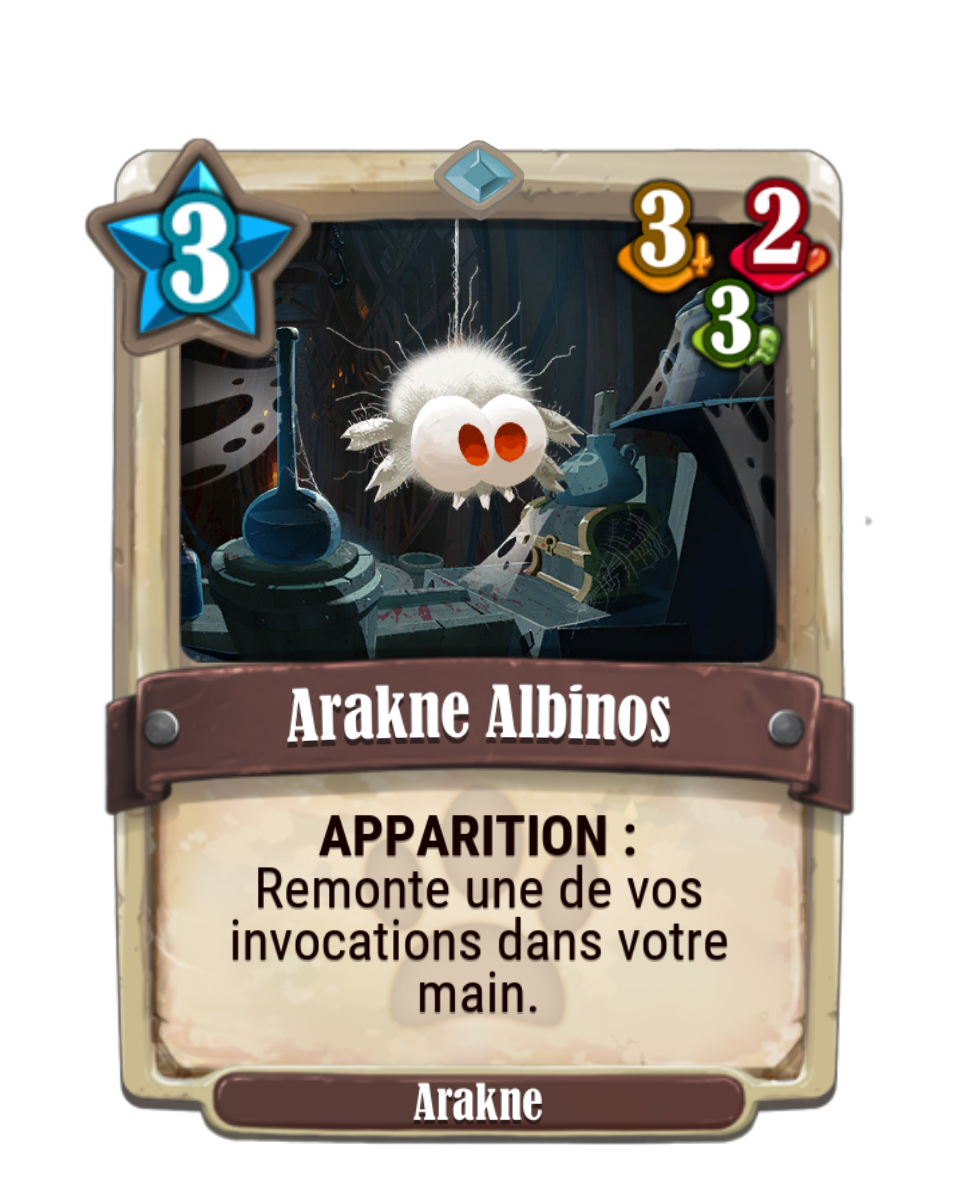 3
3
2
3
Arakne Albinos
APPARITION :
Remonte une de vos
invocations dans votre
main.
Arakne